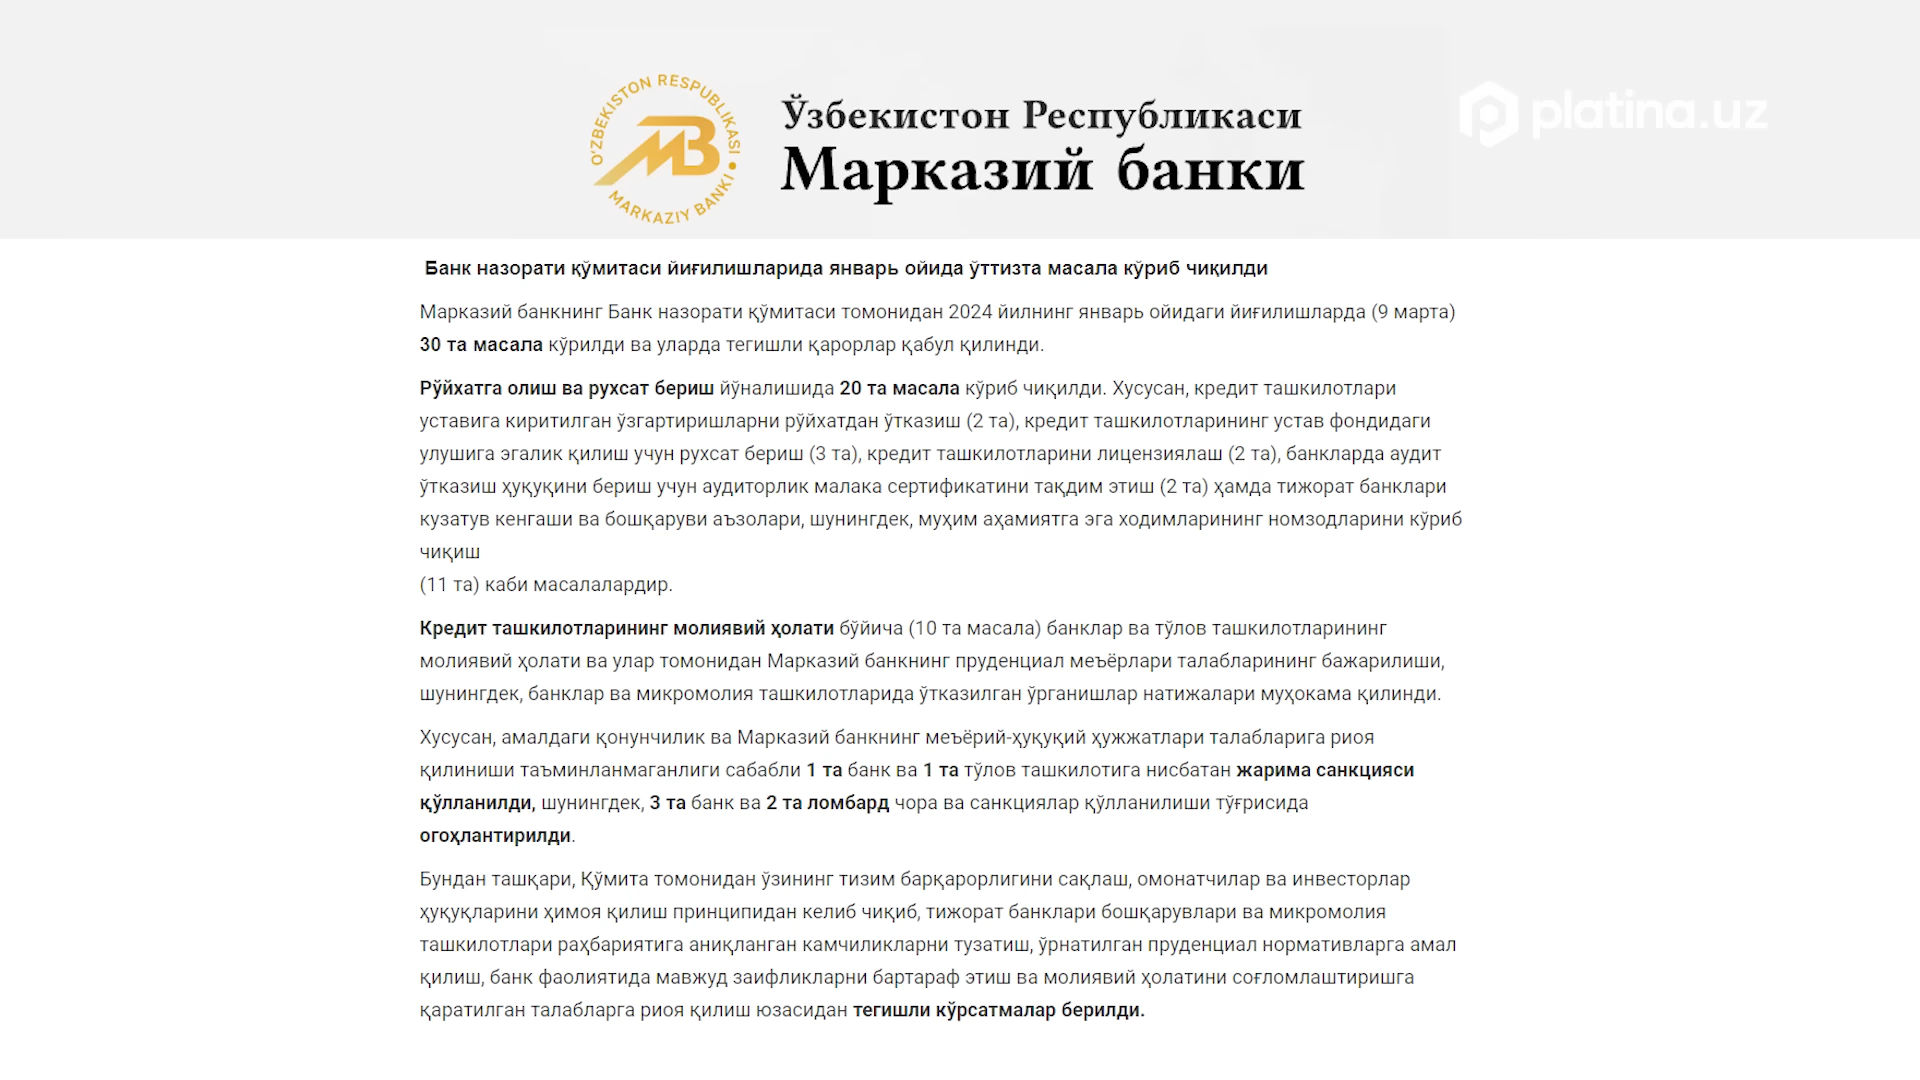 O‘ZBEKISTON RESPUBLIKASI
MARKAZIY BANKI
Ўзбекистон Республикаси
Марказий банки
platina.uz
Банк назорати қўмитаси йиғилишларида январь ойида ўттизта масала кўриб чиқилди
Марказий банкнинг Банк назорати қўмитаси томонидан 2024 йилнинг январь ойидаги йиғилишларда (9 марта)
30 та масала кўрилди ва уларда тегишли қарорлар қабул қилинди.
Рўйхатга олиш ва рухсат бериш йўналишида 20 та масала кўриб чиқилди. Хусусан, кредит ташкилотлари
уставига киритилган ўзгартиришларни рўйхатдан ўтказиш (2 та), кредит ташкилотларининг устав фондидаги
улушига эгалик қилиш учун рухсат бериш (3 та), кредит ташкилотларини лицензиялаш (2 та), банкларда аудит
ўтказиш ҳуқуқини бериш учун аудиторлик малака сертификатини тақдим этиш (2 та) ҳамда тижорат банклари
кузатув кенгаши ва бошқаруви аъзолари, шунингдек, муҳим аҳамиятга эга ходимларининг номзодларини кўриб
чиқиш
(11 та) каби масалалардир.
Кредит ташкилотларининг молиявий ҳолати бўйича (10 та масала) банклар ва тўлов ташкилотларининг
молиявий ҳолати ва улар томонидан Марказий банкнинг пруденциал меъёрлари талабларининг бажарилиши,
шунингдек, банклар ва микромолия ташкилотларида ўтказилган ўрганишлар натижалари муҳокама қилинди.
Хусусан, амалдаги қонунчилик ва Марказий банкнинг меъёрий-ҳуқуқий ҳужжатлари талабларига риоя
қилиниши таъминланмаганлиги сабабли 1 та банк ва 1 та тўлов ташкилотига нисбатан жарима санкцияси
қўлланилди, шунингдек, 3 та банк ва 2 та ломбард чора ва санкциялар қўлланилиши тўғрисида
огоҳлантирилди.
Бундан ташқари, Қўмита томонидан ўзининг тизим барқарорлигини сақлаш, омонатчилар ва инвесторлар
ҳуқуқларини ҳимоя қилиш принципидан келиб чиқиб, тижорат банклари бошқарувлари ва микромолия
ташкилотлари раҳбариятига аниқланган камчиликларни тузатиш, ўрнатилган пруденциал нормативларга амал
қилиш, банк фаолиятида мавжуд заифликларни бартараф этиш ва молиявий ҳолатини соғломлаштиришга
қаратилган талабларга риоя қилиш юзасидан тегишли кўрсатмалар берилди.